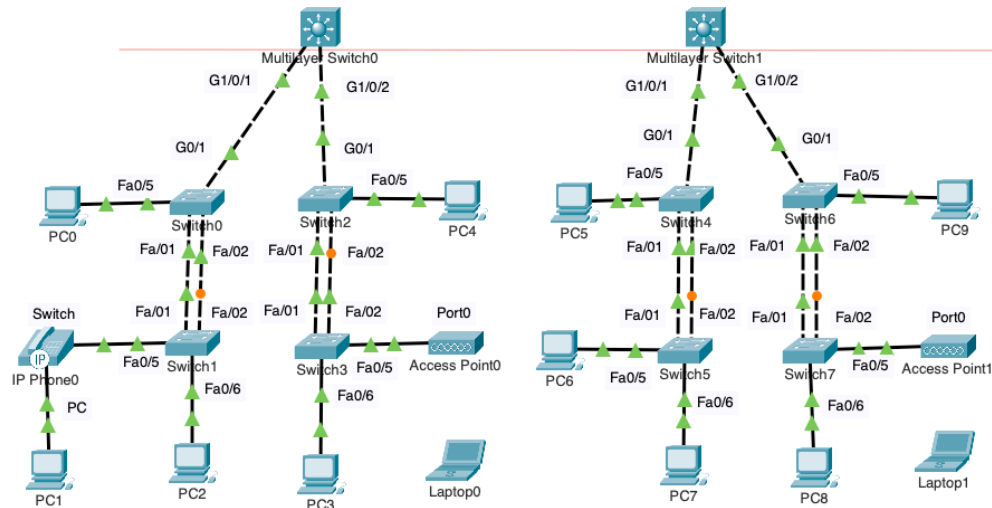 Multilayer Switch0
Multilayer Switch1
G1/0/1
G1/0/2
G1/0/1
G1/0/2
G0/1
G0/1
G0/1
G0/1
Fa0/5
Fa0/5
Fa0/5
Fa0/5
PC0
Switch0
Switch2
PC4
PC5
Switch4
Switch6
PC9
Fa/01
Fa/02
Fa/01
Fa/02
Fa/01
Fa/02
Fa/01
Fa/02
Switch
Fa/01
Fa/02
Fa/01
Fa/02
Port0
Fa/01
Fa/02
Fa/01
Fa/02
Port0
IP
IP Phone0
Fa0/5
Switch1
Switch3
Fa0/5
Access Point0
PC6
Fa0/5
Switch5
Switch7
Fa0/5
Access Point1
PC
Fa0/6
Fa0/6
Fa0/6
Fa0/6
PC1
PC2
PC3
Laptop0
PC7
PC8
Laptop1